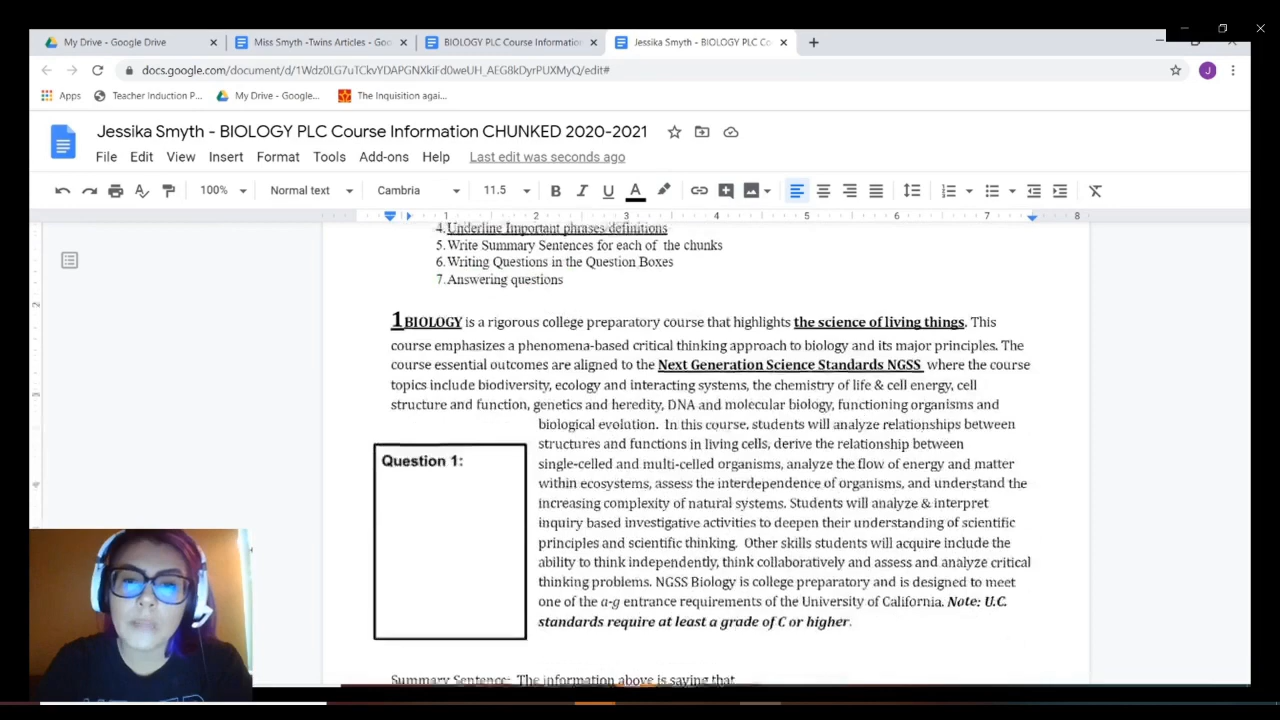 My Drive - Google Drive
Miss Smyth -Twins Articles - Goo
BIOLOGY PLC Course Information
Jessika Smyth - BIOLOGY PLC Co
docs.google.com/document/d/1Wdz0LG7uTCkvYDAPGNXkiFd0weUH_AEG8kDyrPUXMyQ/edit#
J
Apps
Teacher Induction P...
My Drive - Google...
The Inquisition agai...
Jessika Smyth - BIOLOGY PLC Course Information CHUNKED 2020-2021
File Edit View Insert Format Tools Add-ons Help Last edit was seconds ago
100% Normal text Cambria 11.5 B I U A
1 2 3 4 5 6 7 8
4. Underline Important phrases/definitions
5. Write Summary Sentences for each of the chunks
6. Writing Questions in the Question Boxes
7. Answering questions
1BIOLOGY is a rigorous college preparatory course that highlights the science of living things. This
course emphasizes a phenomena-based critical thinking approach to biology and its major principles. The
course essential outcomes are aligned to the Next Generation Science Standards NGSS where the course
topics include biodiversity, ecology and interacting systems, the chemistry of life & cell energy, cell
structure and function, genetics and heredity, DNA and molecular biology, functioning organisms and
biological evolution. In this course, students will analyze relationships between
structures and functions in living cells, derive the relationship between
single-celled and multi-celled organisms, analyze the flow of energy and matter
within ecosystems, assess the interdependence of organisms, and understand the
increasing complexity of natural systems. Students will analyze & interpret
inquiry based investigative activities to deepen their understanding of scientific
principles and scientific thinking. Other skills students will acquire include the
ability to think independently, think collaboratively and assess and analyze critical
thinking problems. NGSS Biology is college preparatory and is designed to meet
one of the a-g entrance requirements of the University of California. Note: U.C.
standards require at least a grade of C or higher.
Question 1:
Summary Sentence: The information above is saying that